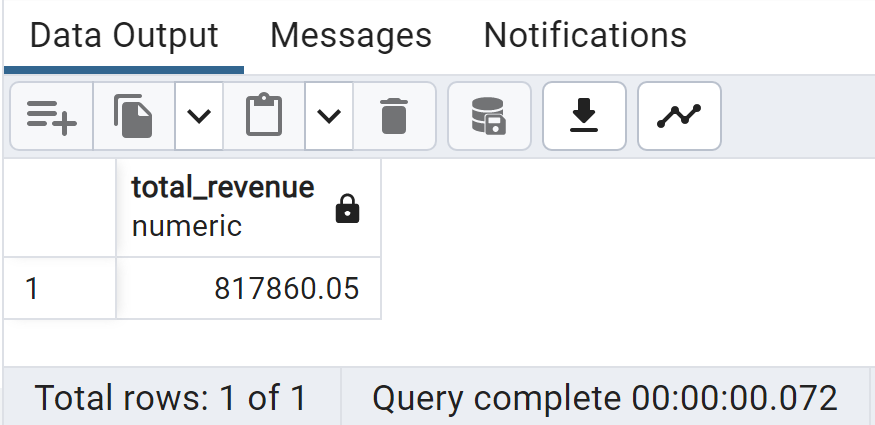 Data Output Messages Notifications
total_revenue
numeric
1 817860.05
Total rows: 1 of 1 Query complete 00:00:00.072